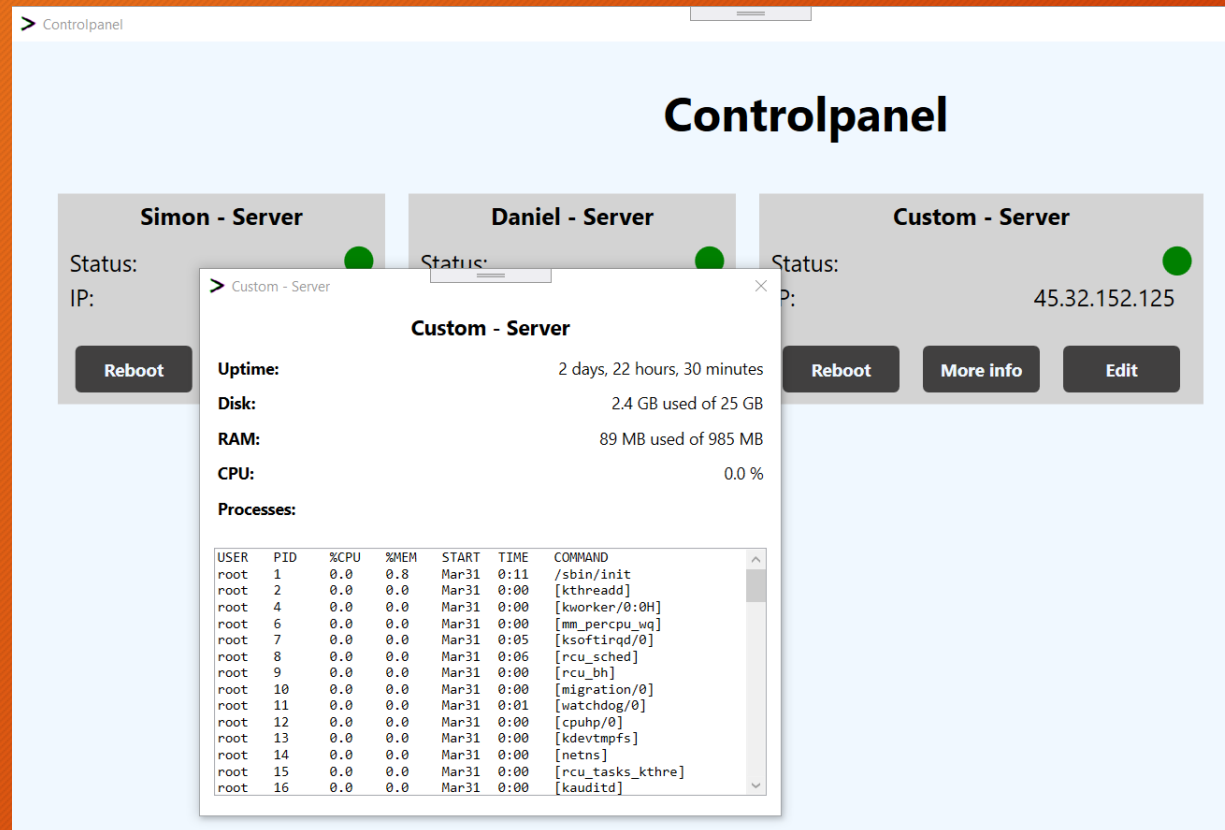 Controlpanel
Controlpanel
Simon - Server
Status:
IP:
Reboot
Daniel - Server
Status:
Custom - Server
Status:
P:
45.32.152.125
Reboot More info Edit
Custom - Server
Custom - Server
Uptime: 2 days, 22 hours, 30 minutes
Disk: 2.4 GB used of 25 GB
RAM: 89 MB used of 985 MB
CPU: 0.0 %
Processes:
USER PID %CPU %MEM START TIME COMMAND
root 1 0.0 0.8 Mar31 0:11 /sbin/init
root 2 0.0 0.0 Mar31 0:00 [kthreadd]
root 4 0.0 0.0 Mar31 0:00 [kworker/0:0H]
root 6 0.0 0.0 Mar31 0:00 [mm_percpu_wq]
root 7 0.0 0.0 Mar31 0:05 [ksoftirqd/0]
root 8 0.0 0.0 Mar31 0:06 [rcu_sched]
root 9 0.0 0.0 Mar31 0:00 [rcu_bh]
root 10 0.0 0.0 Mar31 0:00 [migration/0]
root 11 0.0 0.0 Mar31 0:01 [watchdog/0]
root 12 0.0 0.0 Mar31 0:00 [cpuhp/0]
root 13 0.0 0.0 Mar31 0:00 [kdevtmpfs]
root 14 0.0 0.0 Mar31 0:00 [netns]
root 15 0.0 0.0 Mar31 0:00 [rcu_tasks_kthre]
root 16 0.0 0.0 Mar31 0:00 [kauditd]